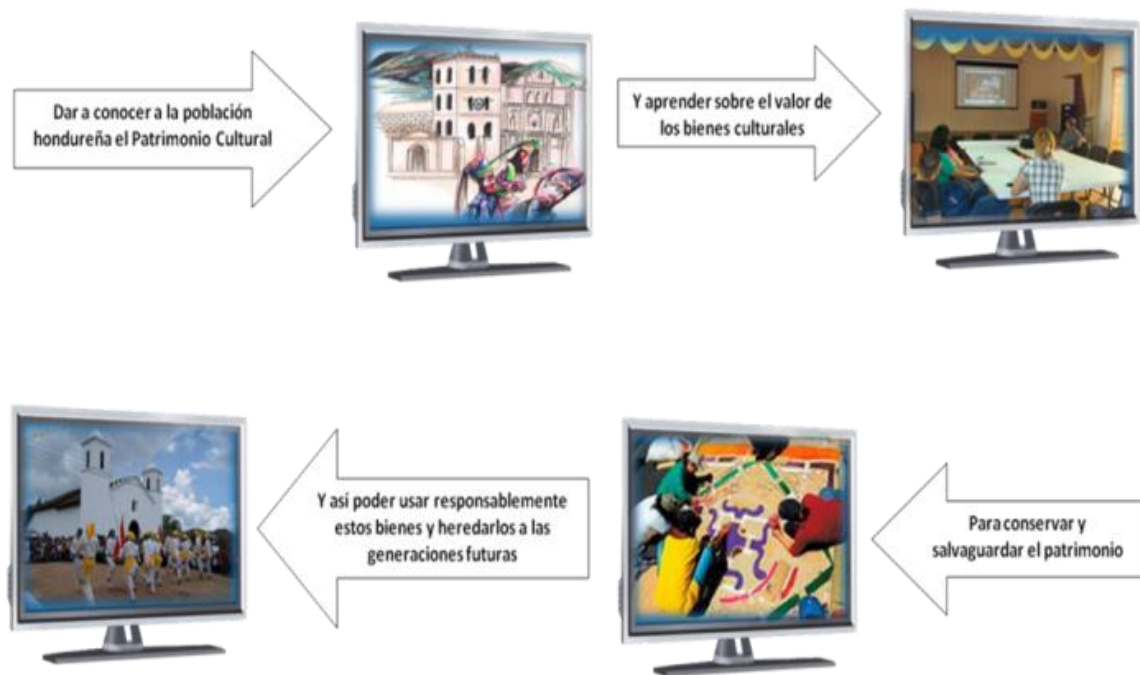 Dar a conocer a la población
hondureña el Patrimonio Cultural
Y aprender sobre el valor de
los bienes culturales
Para conservar y
salvaguardar el patrimonio
Y así poder usar responsablemente
estos bienes y heredarlos a las
generaciones futuras